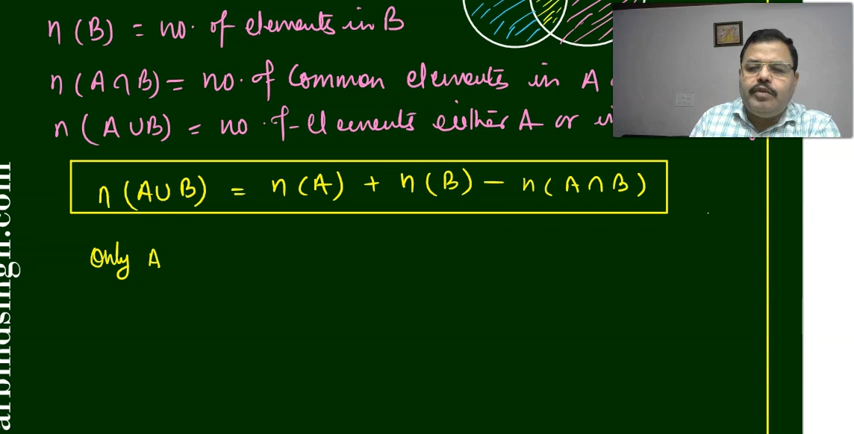 n(B) = no. of elements in B
n(A∩B) = no. of Common elements in A
n(A∪B) = no. of elements either A or
n(A∪B) = n(A) + n(B) − n(A∩B)
Only A